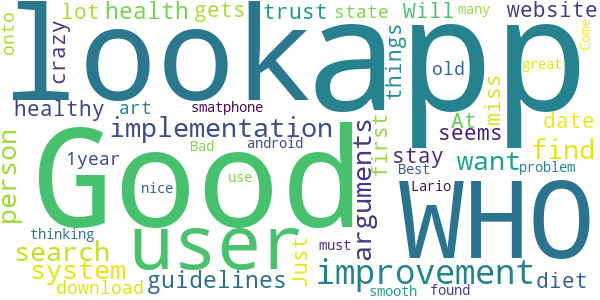 look app
onto
crazy
lot health gets trust state Will website
things
old
many
Come
great
healthy art smatphone first At miss seems date
Good implementation arguments
person 1year Bad android stay want find
nice use Best problem
user WHO
Lario
thinking search system download guidelines Just must improvement diet
smooth found